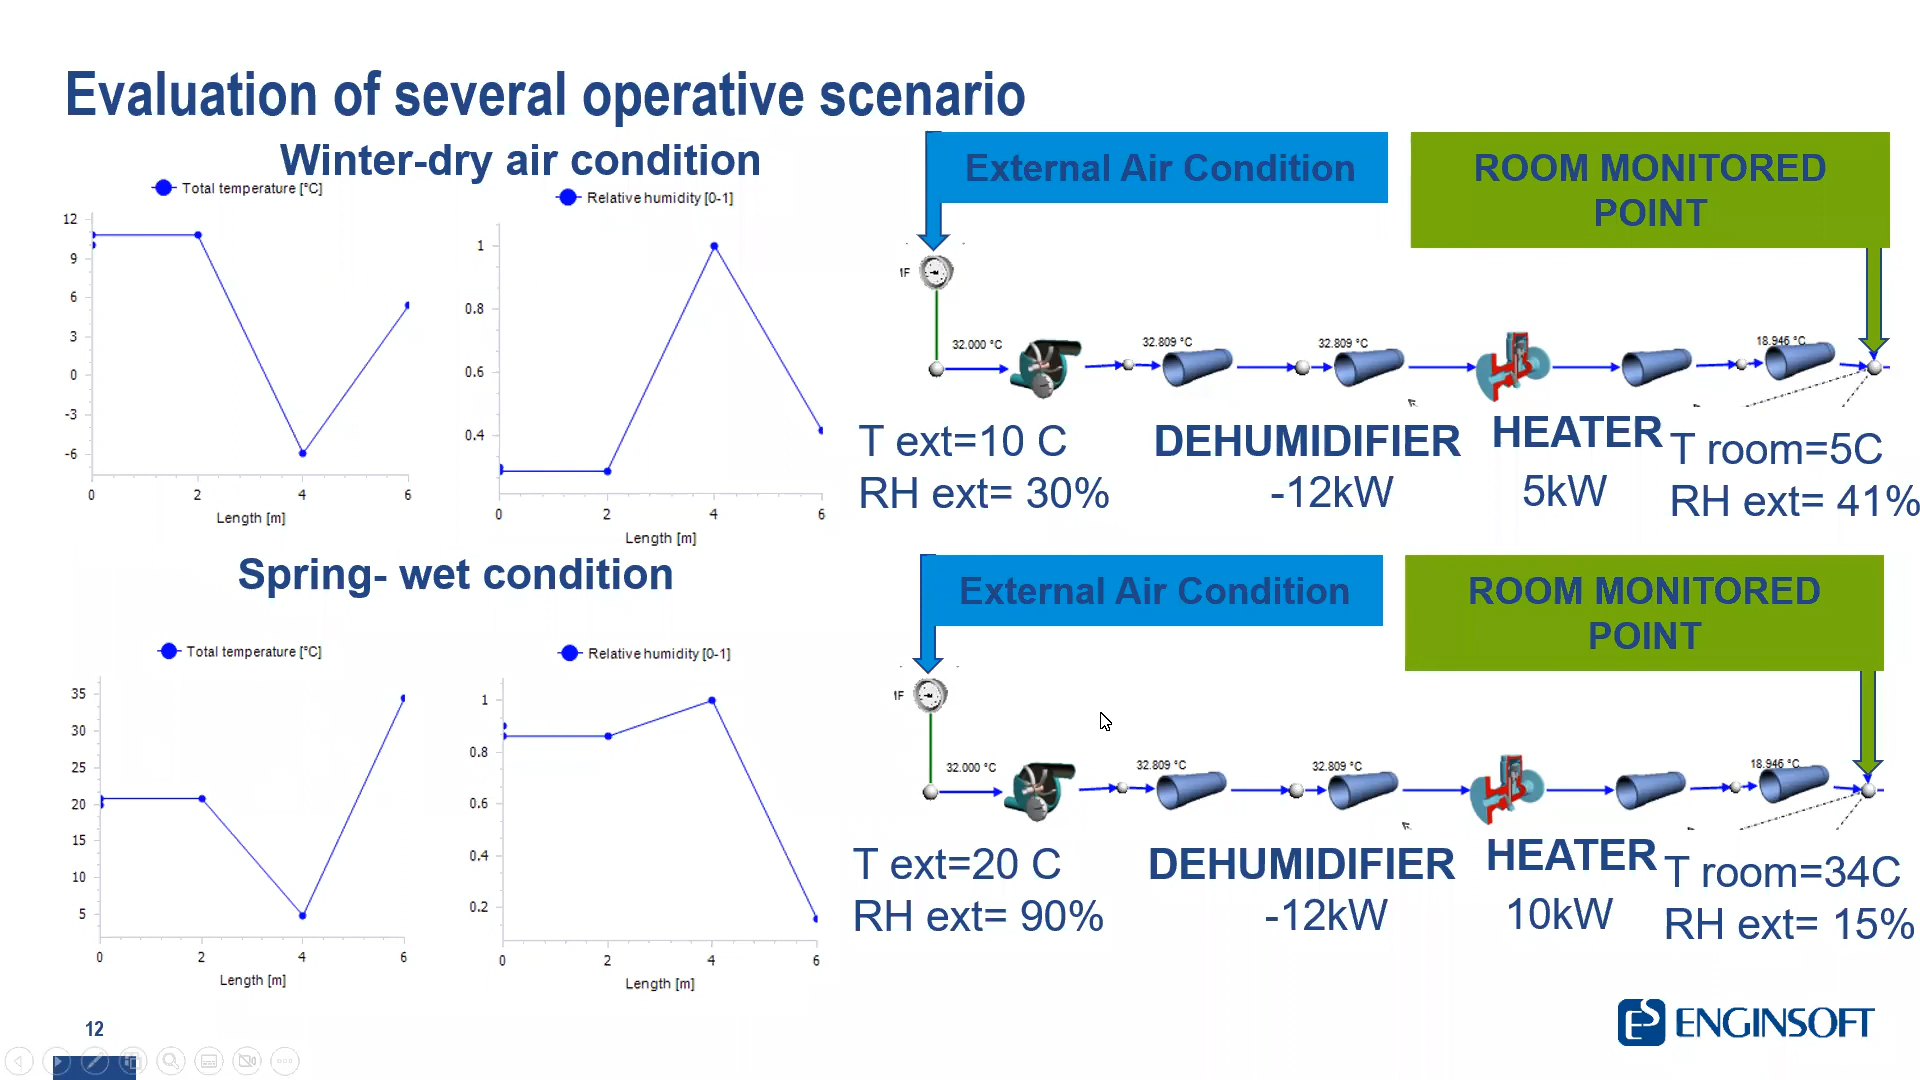 Evaluation of several operative scenario
Winter-dry air condition
Total temperature [°C]
12
9
6
3
0
-3
-6
0
2
4
6
Length [m]
Relative humidity [0-1]
1
0.8
0.6
0.4
0
2
4
6
Length [m]
External Air Condition
ROOM MONITORED
POINT
1F
32.000 °C
32.809 °C
32.809 °C
18.946 °C
T ext=10 C
RH ext= 30%
DEHUMIDIFIER
-12kW
HEATER
5kW
T room=5C
RH ext= 41%
Spring- wet condition
Total temperature [°C]
35
30
25
20
15
10
5
0
2
4
6
Length [m]
Relative humidity [0-1]
1
0.8
0.6
0.4
0.2
0
2
4
6
Length [m]
External Air Condition
ROOM MONITORED
POINT
32.000 °C
32.809 °C
32.809 °C
18.946 °C
T ext=20 C
RH ext= 90%
DEHUMIDIFIER
-12kW
HEATER
10kW
T room=34C
RH ext= 15%
12
ENGINSOFT